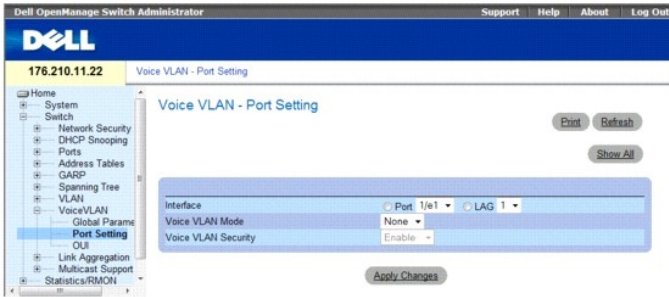 Dell OpenManage Switch Administrator Support Help About Log Out
DELL
176.210.11.22 Voice VLAN - Port Setting
Home
System
Switch
Network Security
DHCP Snooping
Ports
Address Tables
GARP
Spanning Tree
VLAN
VoiceVLAN
Global Parame
Port Setting
OUI
Link Aggregation
Multicast Support
Statistics/RMON
Voice VLAN - Port Setting
Print Refresh
Show All
Interface Port 1/e1 LAG 1
Voice VLAN Mode None
Voice VLAN Security Enable
Apply Changes